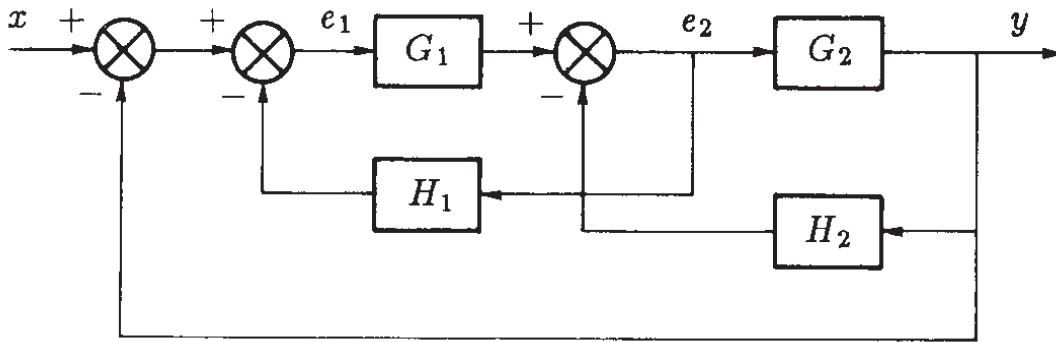 x + + e₁ G₁ + e₂ G₂ y
− − −
H₁
H₂